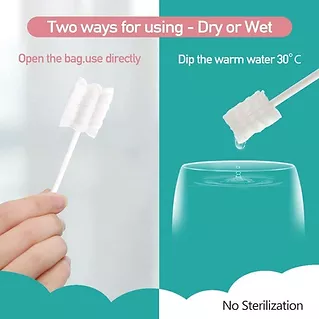 Two ways for using - Dry or Wet
Open the bag.use directly
Dip the warm water 30°C
No Sterilization